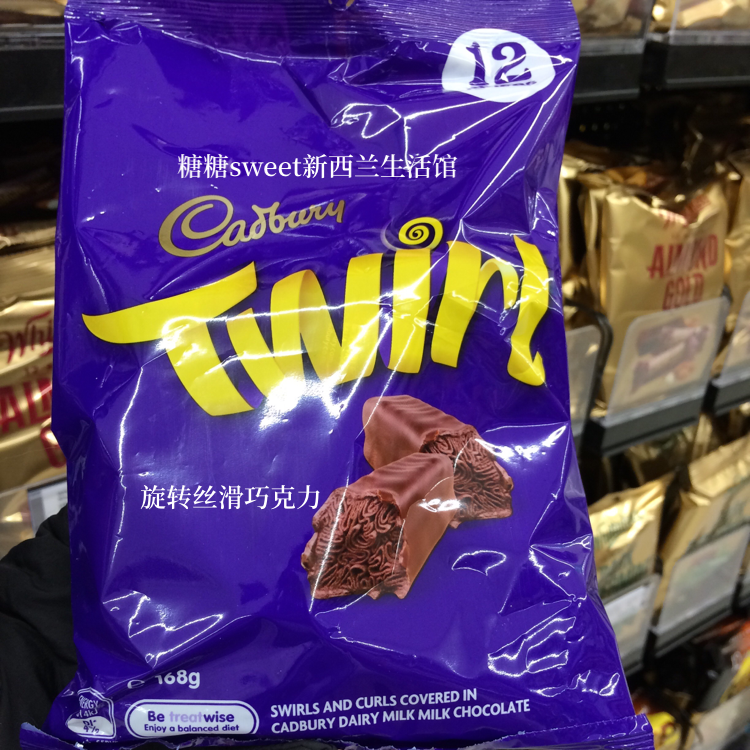 12
糖糖sweet新西兰生活馆
Cadbury
Twirl
旋转丝滑巧克力
168g
Be treatwise
Enjoy a balanced diet
SWIRLS AND CURLS COVERED IN
CADBURY DAIRY MILK MILK CHOCOLATE
ALMOND
GOLD